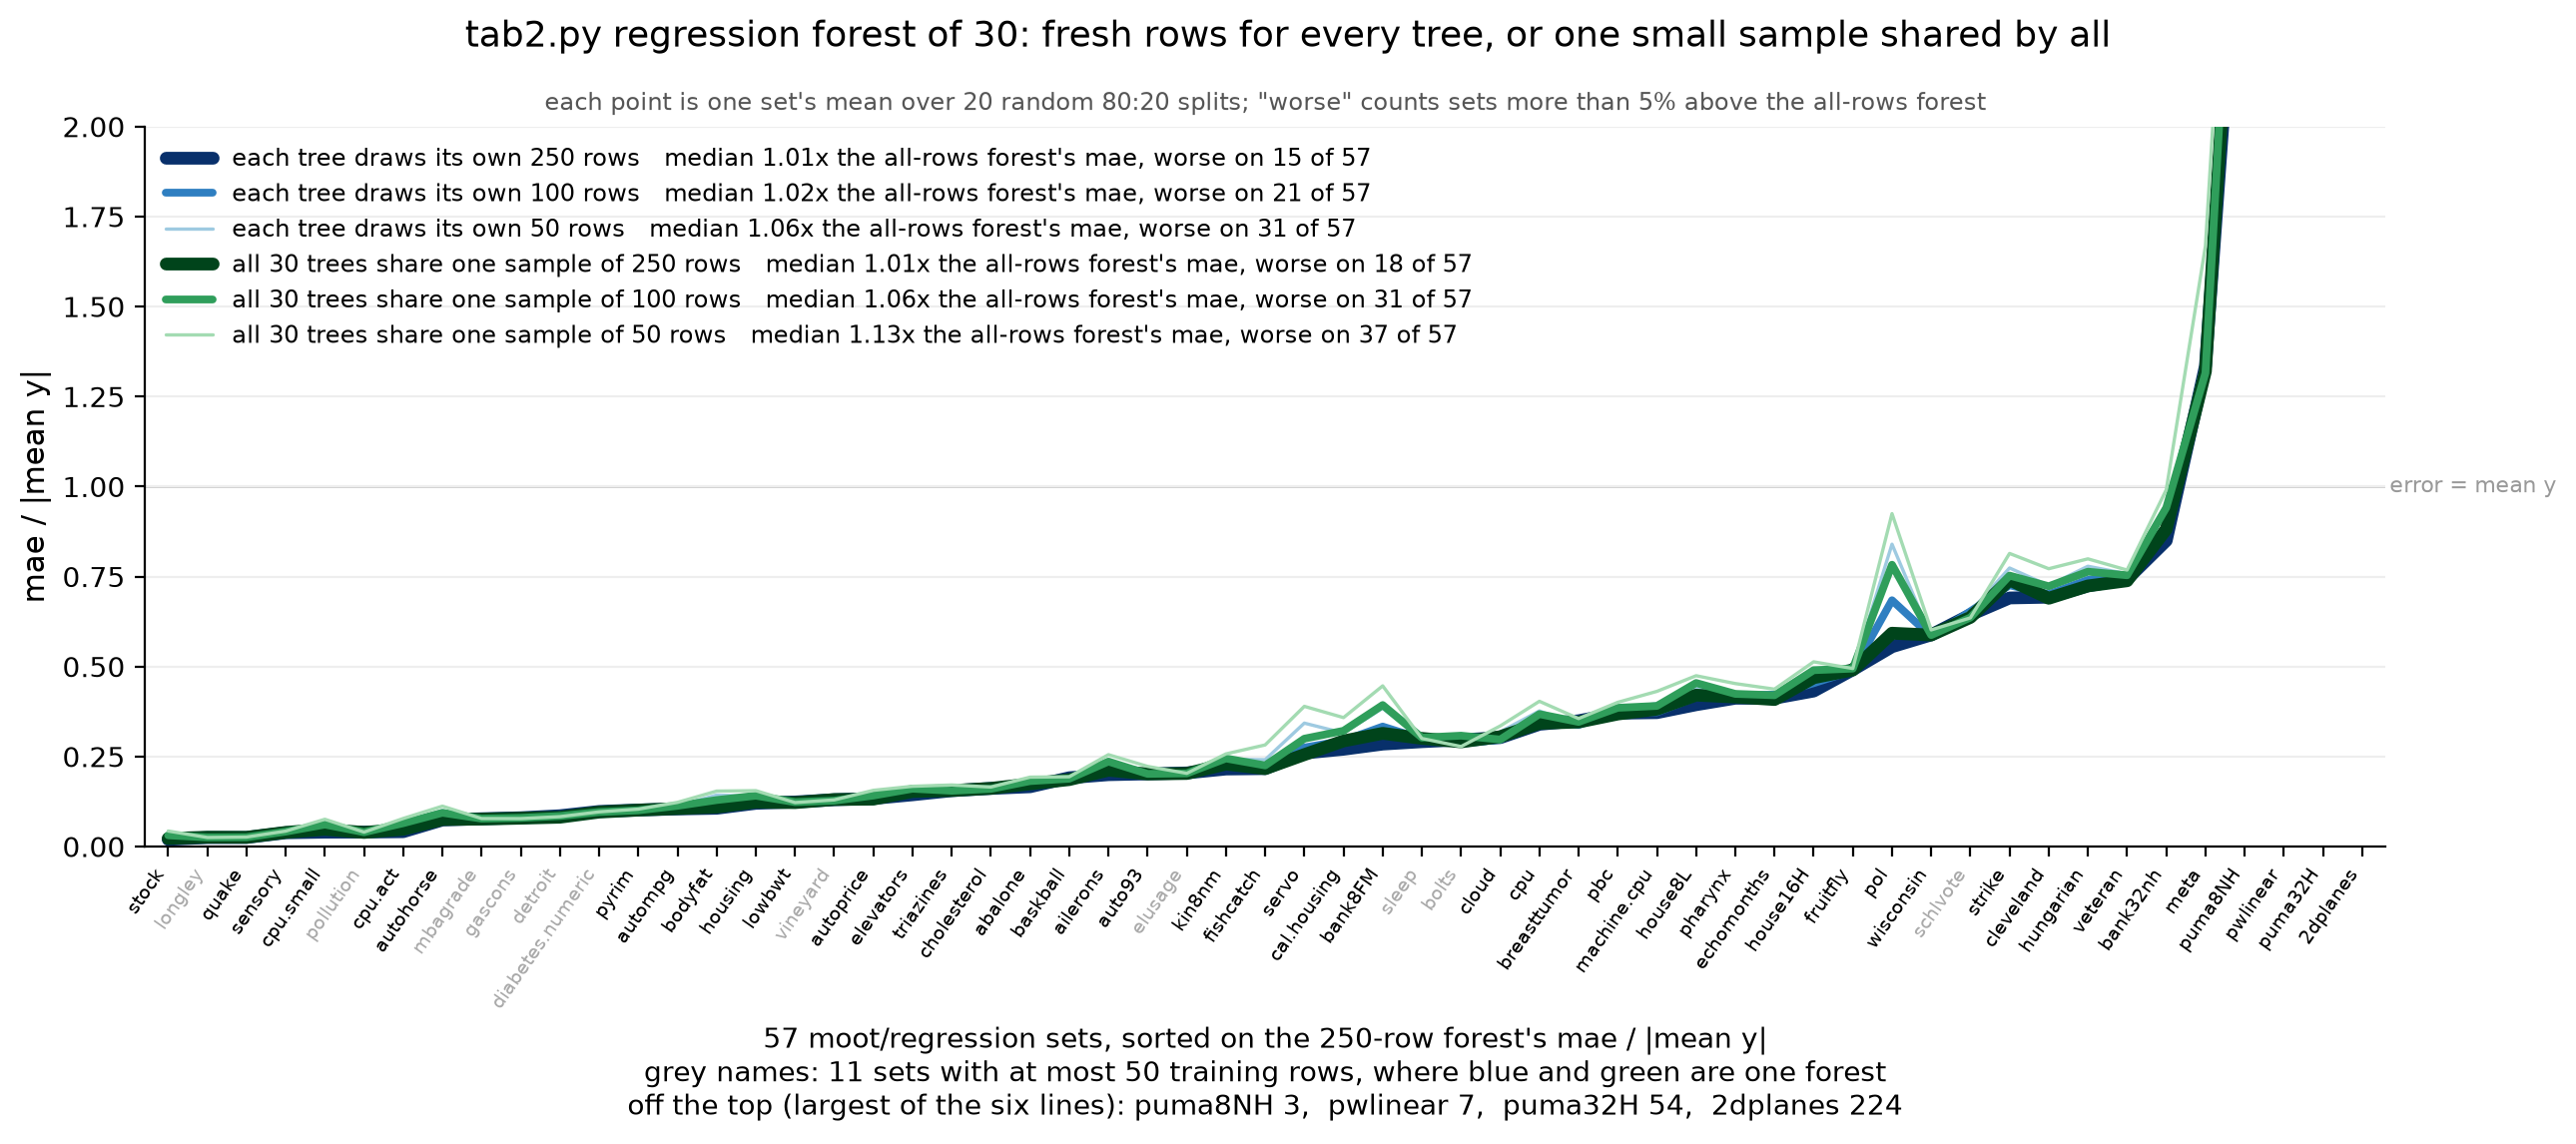 tab2.py regression forest of 30: fresh rows for every tree, or one small sample shared by all
each point is one set's mean over 20 random 80:20 splits; "worse" counts sets more than 5% above the all-rows forest
mae / |mean y|
2.00
1.75
1.50
1.25
1.00
0.75
0.50
0.25
0.00
each tree draws its own 250 rows median 1.01x the all-rows forest's mae, worse on 15 of 57
each tree draws its own 100 rows median 1.02x the all-rows forest's mae, worse on 21 of 57
each tree draws its own 50 rows median 1.06x the all-rows forest's mae, worse on 31 of 57
all 30 trees share one sample of 250 rows median 1.01x the all-rows forest's mae, worse on 18 of 57
all 30 trees share one sample of 100 rows median 1.06x the all-rows forest's mae, worse on 31 of 57
all 30 trees share one sample of 50 rows median 1.13x the all-rows forest's mae, worse on 37 of 57
error = mean y
stock
longley
quake
sensory
cpu.small
pollution
cpu.act
autohorse
mbagrade
gascons
detroit
diabetes.numeric
pyrim
autompg
bodyfat
housing
lowbwt
vineyard
autoprice
elevators
triazines
cholesterol
abalone
baskball
ailerons
auto93
elusage
kin8nm
fishcatch
servo
cal.housing
bank8FM
sleep
bolts
cloud
cpu
breasttumor
pbc
machine.cpu
house8L
pharynx
echomonths
house16H
fruitfly
pol
wisconsin
schlvote
strike
cleveland
hungarian
veteran
bank32nh
meta
puma8NH
pwlinear
puma32H
2dplanes
57 moot/regression sets, sorted on the 250-row forest's mae / |mean y|
grey names: 11 sets with at most 50 training rows, where blue and green are one forest
off the top (largest of the six lines): puma8NH 3, pwlinear 7, puma32H 54, 2dplanes 224